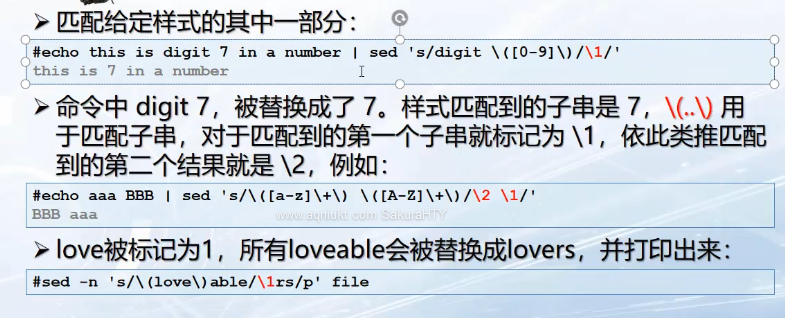 ➢ 匹配给定样式的其中一部分：
#echo this is digit 7 in a number | sed 's/digit \([0-9]\)/\1/'
this is 7 in a number
➢ 命令中 digit 7，被替换成了 7。样式匹配到的子串是 7，\(..\) 用
于匹配子串，对于匹配到的第一个子串就标记为 \1，依此类推匹配
到的第二个结果就是 \2，例如：
#echo aaa BBB | sed 's/\([a-z]\+\) \([A-Z]\+\)/\2 \1/'
BBB aaa
www.aqniukt.com SakuraHTY
➢ love被标记为1，所有loveable会被替换成lovers，并打印出来：
#sed -n 's/\(love\)able/\1rs/p' file